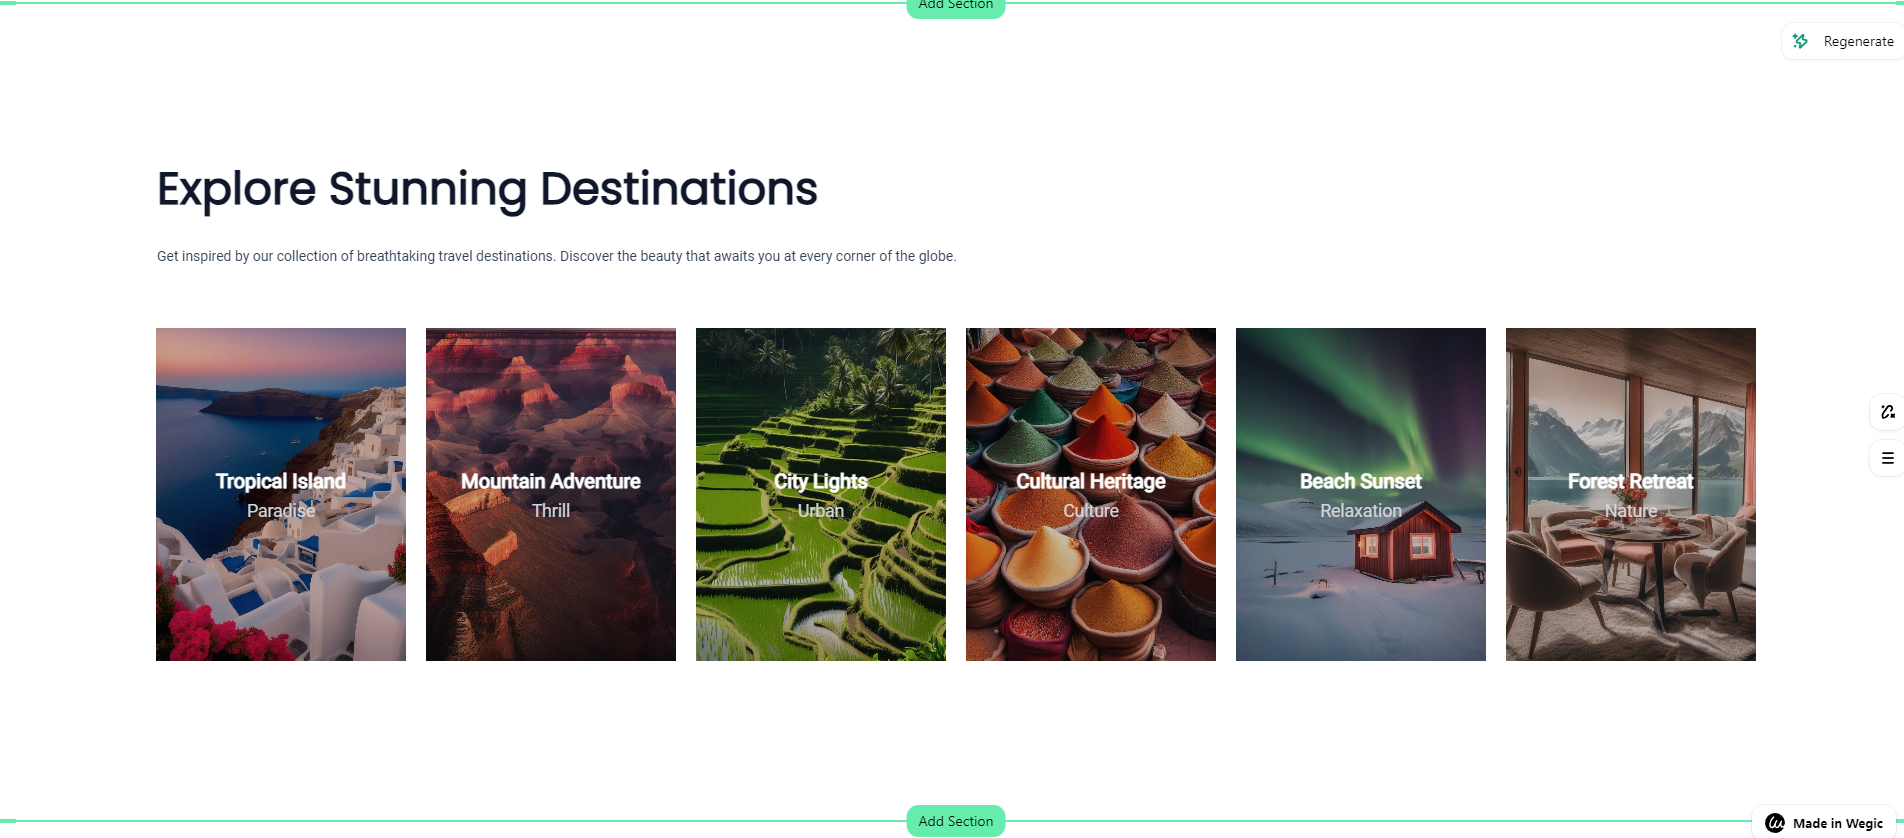 Add Section
Regenerate
Explore Stunning Destinations
Get inspired by our collection of breathtaking travel destinations. Discover the beauty that awaits you at every corner of the globe.
Tropical Island
Paradise
Mountain Adventure
Thrill
City Lights
Urban
Cultural Heritage
Culture
Beach Sunset
Relaxation
Forest Retreat
Nature
Add Section
Made in Wegic